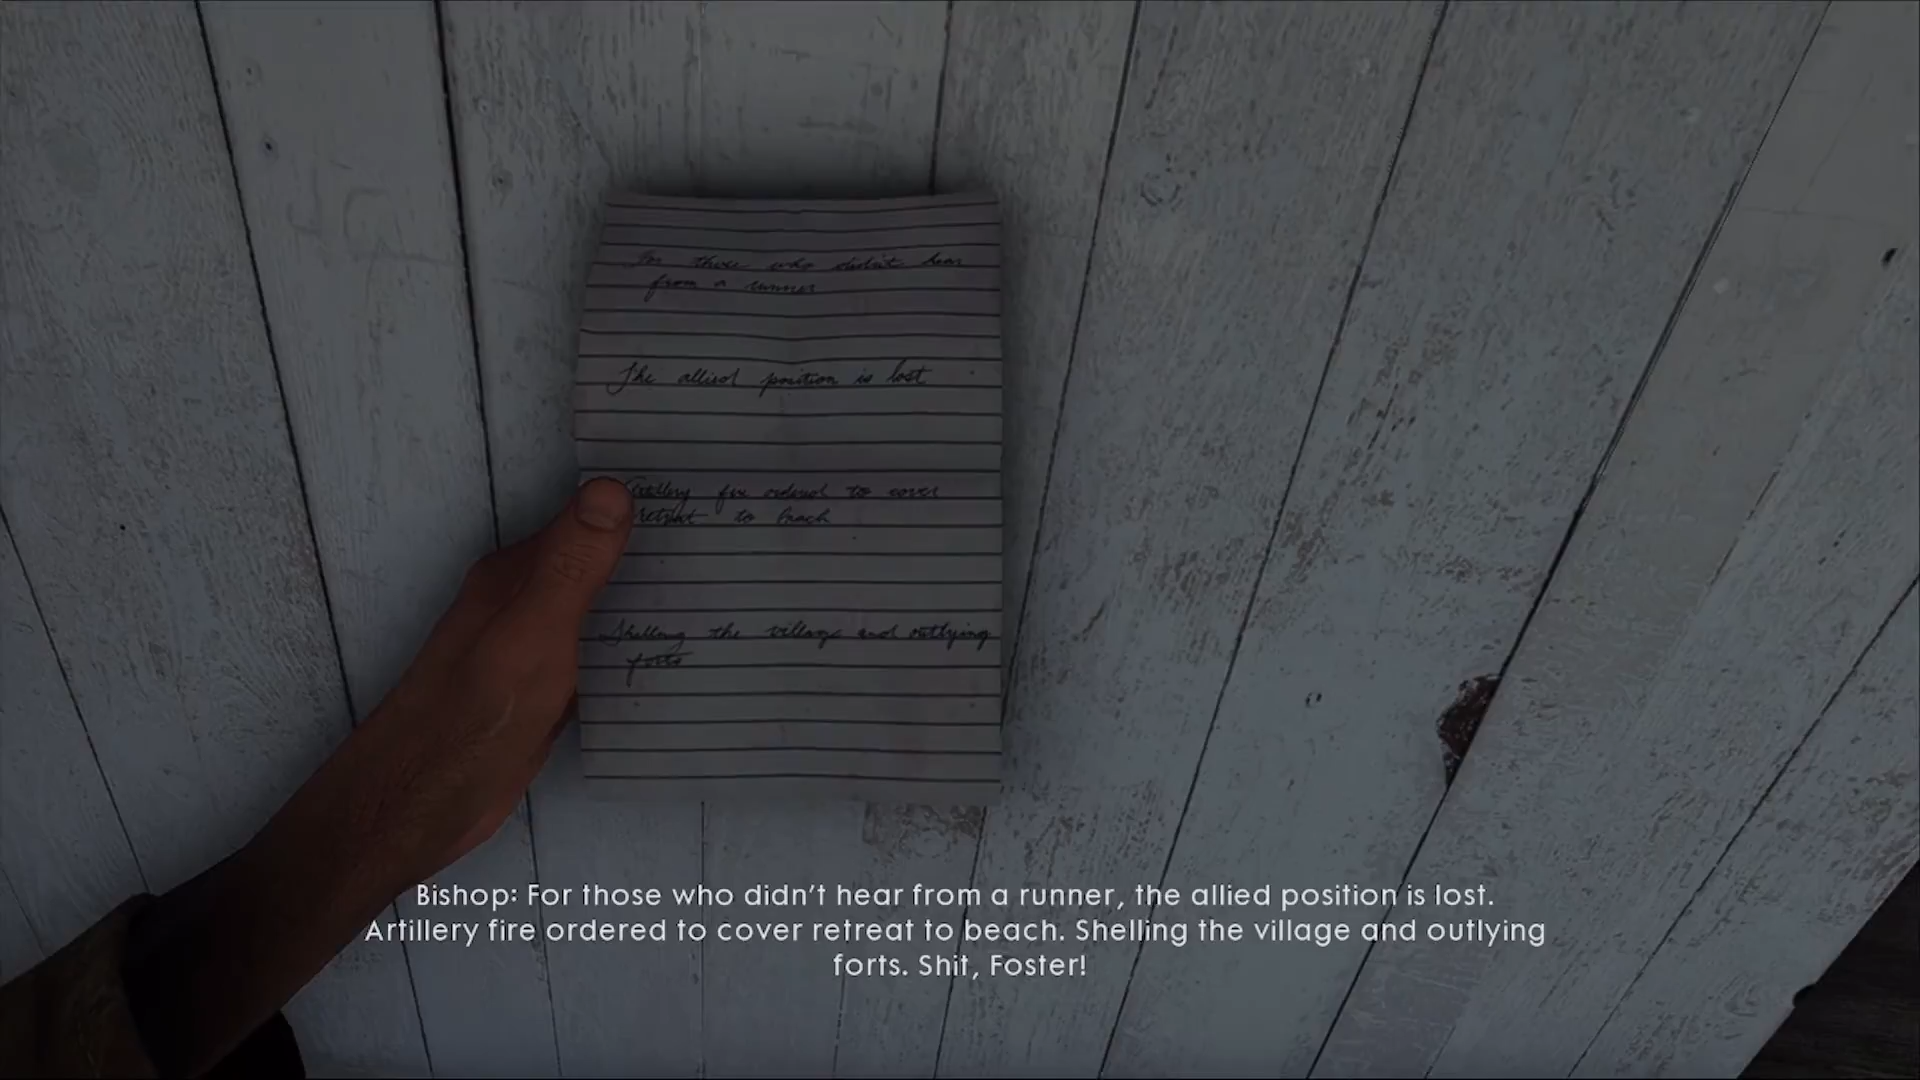 For those who didn't hear
from a runner
The allied position is lost
Artillery fire ordered to cover
retreat to beach
Shelling the village and outlying
forts
Bishop: For those who didn't hear from a runner, the allied position is lost.
Artillery fire ordered to cover retreat to beach. Shelling the village and outlying
forts. Shit, Foster!